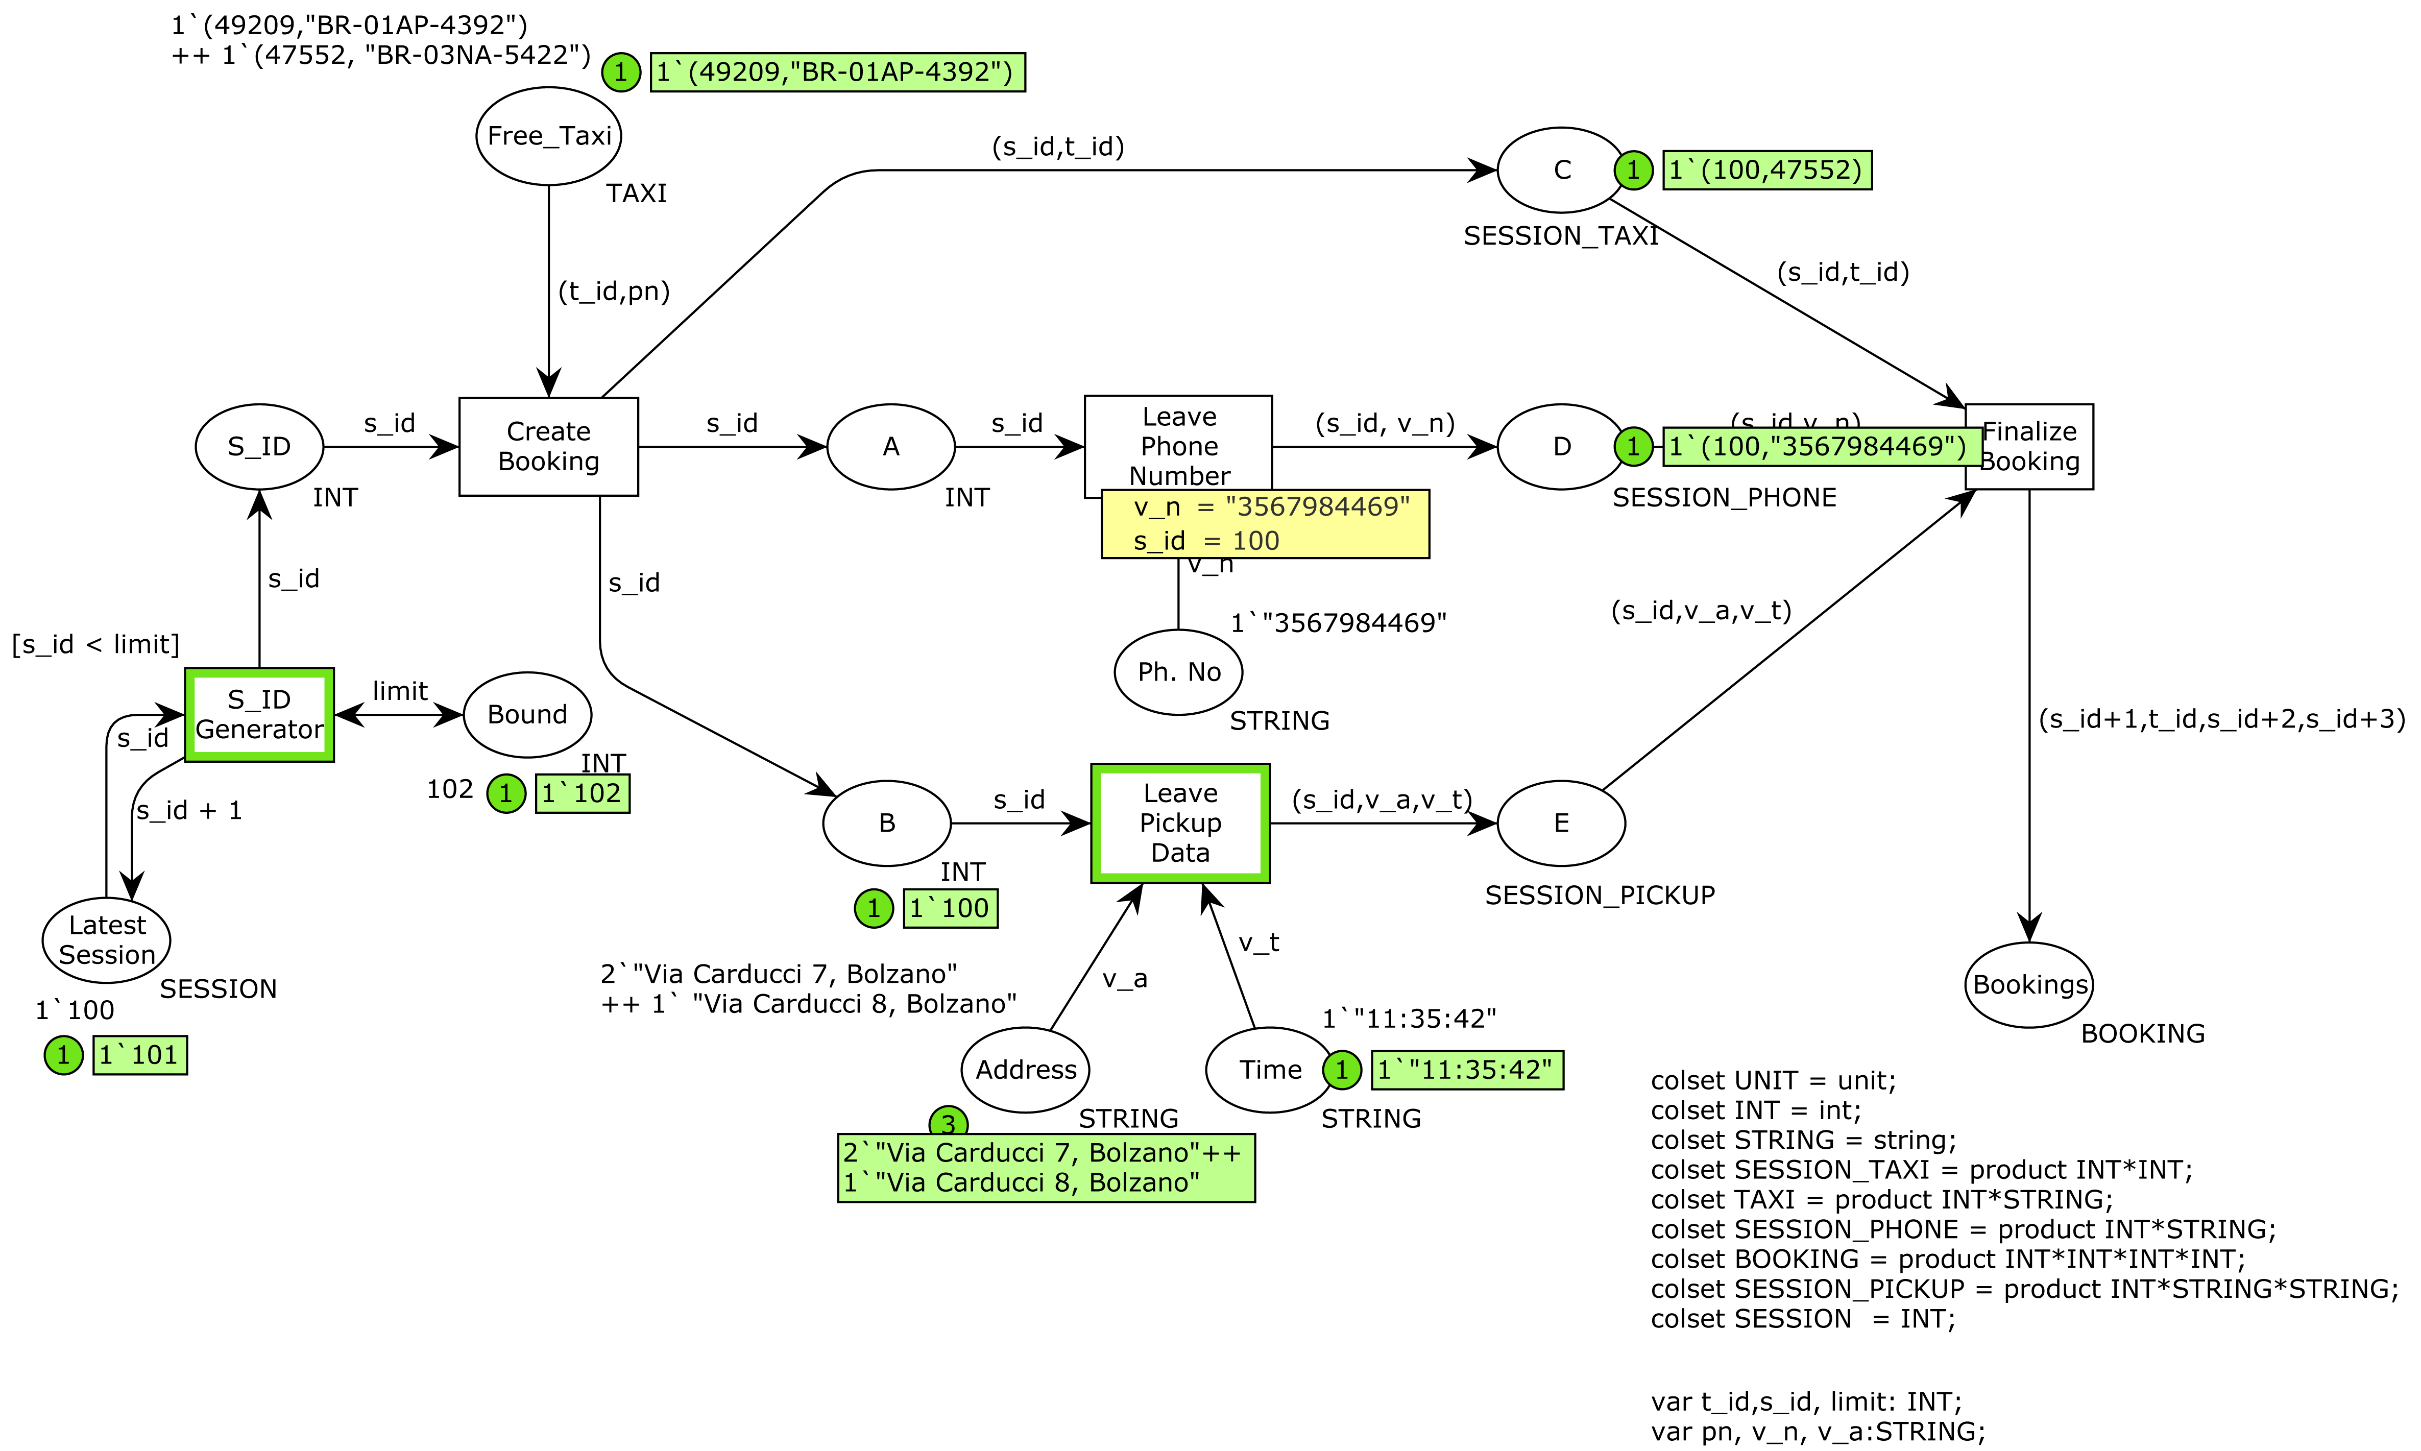 1`(49209,"BR-01AP-4392")
++ 1`(47552, "BR-03NA-5422")
1
1`(49209,"BR-01AP-4392")
Free_Taxi
TAXI
(s_id,t_id)
C
1
1`(100,47552)
SESSION_TAXI
(s_id,t_id)
(t_id,pn)
S_ID
INT
s_id
Create
Booking
s_id
A
INT
s_id
Leave
Phone
Number
(s_id, v_n)
D
1
1`(100,"3567984469")
(s_id,v_n)
SESSION_PHONE
Finalize
Booking
v_n = "3567984469"
s_id = 100
v_n
1`"3567984469"
Ph. No
STRING
s_id
s_id
(s_id,v_a,v_t)
[s_id < limit]
S_ID
Generator
limit
Bound
INT
102
1
1`102
s_id
s_id + 1
Latest
Session
SESSION
1`100
1
1`101
B
INT
1
1`100
s_id
Leave
Pickup
Data
(s_id,v_a,v_t)
E
SESSION_PICKUP
(s_id+1,t_id,s_id+2,s_id+3)
Bookings
BOOKING
2`"Via Carducci 7, Bolzano"
++ 1` "Via Carducci 8, Bolzano"
v_a
v_t
Address
STRING
3
2`"Via Carducci 7, Bolzano"++
1`"Via Carducci 8, Bolzano"
1`"11:35:42"
Time
1
1`"11:35:42"
STRING
colset UNIT = unit;
colset INT = int;
colset STRING = string;
colset SESSION_TAXI = product INT*INT;
colset TAXI = product INT*STRING;
colset SESSION_PHONE = product INT*STRING;
colset BOOKING = product INT*INT*INT*INT;
colset SESSION_PICKUP = product INT*STRING*STRING;
colset SESSION = INT;
var t_id,s_id, limit: INT;
var pn, v_n, v_a:STRING;